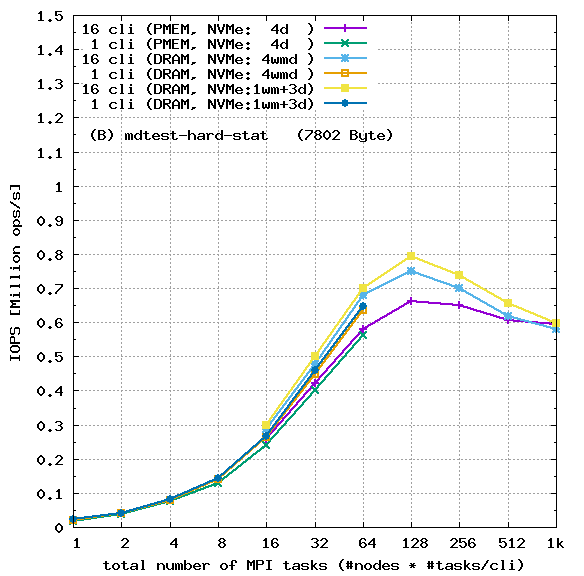 1.5
1.4
1.3
1.2
1.1
1
0.9
0.8
0.7
0.6
0.5
0.4
0.3
0.2
0.1
0
IOPS [Million ops/s]
16 cli (PMEM, NVMe:  4d  )
1 cli (PMEM, NVMe:  4d  )
16 cli (DRAM, NVMe: 4wmd )
1 cli (DRAM, NVMe: 4wmd )
16 cli (DRAM, NVMe:1wm+3d)
1 cli (DRAM, NVMe:1wm+3d)
(B) mdtest-hard-stat   (7802 Byte)
1 2 4 8 16 32 64 128 256 512 1k
total number of MPI tasks (#nodes * #tasks/cli)